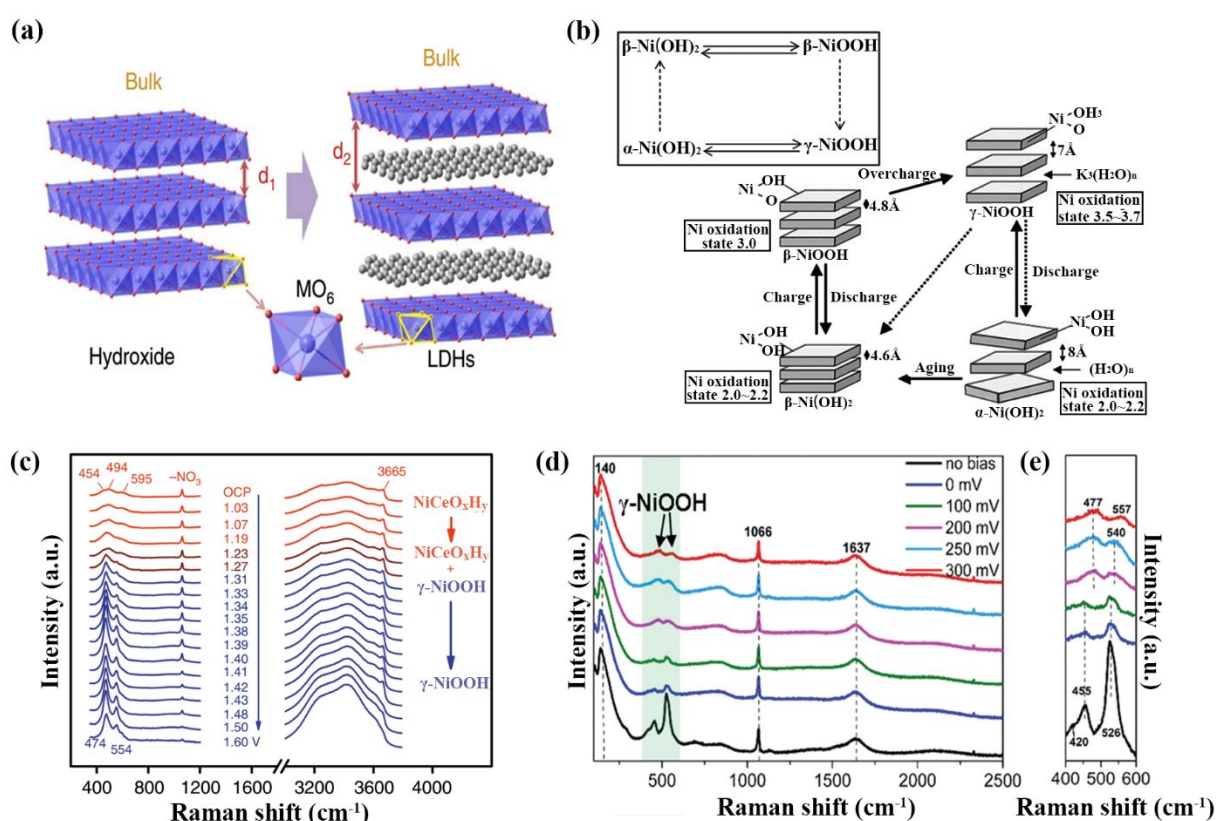 (a)
Bulk
Bulk
d1
d2
MO6
Hydroxide
LDHs
(b)
β-Ni(OH)2
β-NiOOH
α-Ni(OH)2
γ-NiOOH
Ni
OH3
O
7Å
K3(H2O)n
γ-NiOOH
Ni oxidation
state 3.5~3.7
Overcharge
Ni
OH
O
4.8Å
Ni oxidation
state 3.0
β-NiOOH
Charge
Discharge
Charge
Discharge
Ni
OH
OH
4.6Å
Ni oxidation
state 2.0~2.2
β-Ni(OH)2
Aging
Ni
OH
OH
8Å
(H2O)n
α-Ni(OH)2
Ni oxidation
state 2.0~2.2
(c)
454
494
595
–NO3
OCP
1.03
1.07
1.19
1.23
1.27
1.31
1.33
1.34
1.35
1.38
1.39
1.40
1.41
1.42
1.43
1.48
1.50
1.60 V
3665
NiCeOxHy
NiCeOxHy
+
γ-NiOOH
γ-NiOOH
474
554
Intensity (a.u.)
400 800 1200 3200 3600 4000
Raman shift (cm-1)
(d)
140
γ-NiOOH
1066
1637
no bias
0 mV
100 mV
200 mV
250 mV
300 mV
Intensity (a.u.)
500 1000 1500 2000 2500
Raman shift (cm-1)
(e)
477
557
540
455
420
526
Intensity (a.u.)
400 500 600
Raman shift (cm-1)